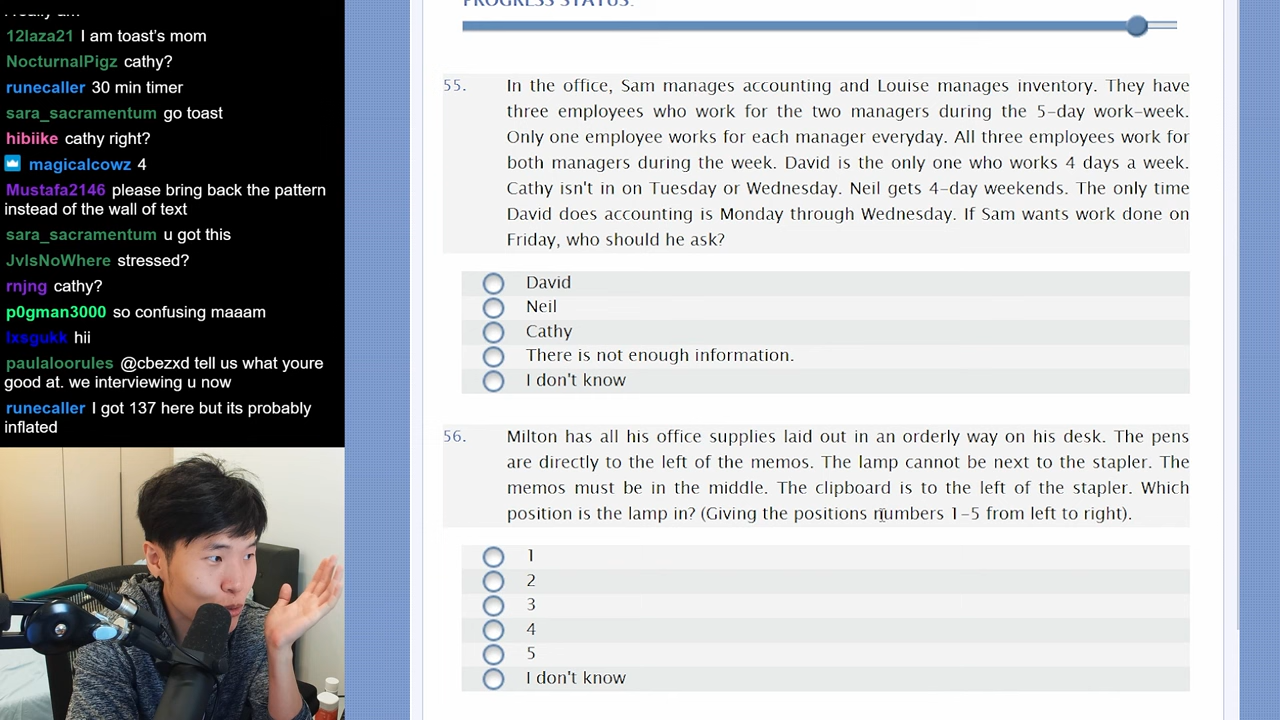 12laza21 I am toast's mom
NocturnalPigz cathy?
runecaller 30 min timer
sara_sacramentum go toast
hibiike cathy right?
magicalcowz 4
Mustafa2146 please bring back the pattern
instead of the wall of text
sara_sacramentum u got this
JvlsNoWhere stressed?
rnjng cathy?
p0gman3000 so confusing maaam
lxsgukk hii
paulaloorules @cbezxd tell us what youre
good at. we interviewing u now
runecaller I got 137 here but its probably
inflated
PROGRESS STATUS:
55. In the office, Sam manages accounting and Louise manages inventory. They have
three employees who work for the two managers during the 5-day work-week.
Only one employee works for each manager everyday. All three employees work for
both managers during the week. David is the only one who works 4 days a week.
Cathy isn't in on Tuesday or Wednesday. Neil gets 4-day weekends. The only time
David does accounting is Monday through Wednesday. If Sam wants work done on
Friday, who should he ask?
David
Neil
Cathy
There is not enough information.
I don't know
56. Milton has all his office supplies laid out in an orderly way on his desk. The pens
are directly to the left of the memos. The lamp cannot be next to the stapler. The
memos must be in the middle. The clipboard is to the left of the stapler. Which
position is the lamp in? (Giving the positions numbers 1-5 from left to right).
1
2
3
4
5
I don't know